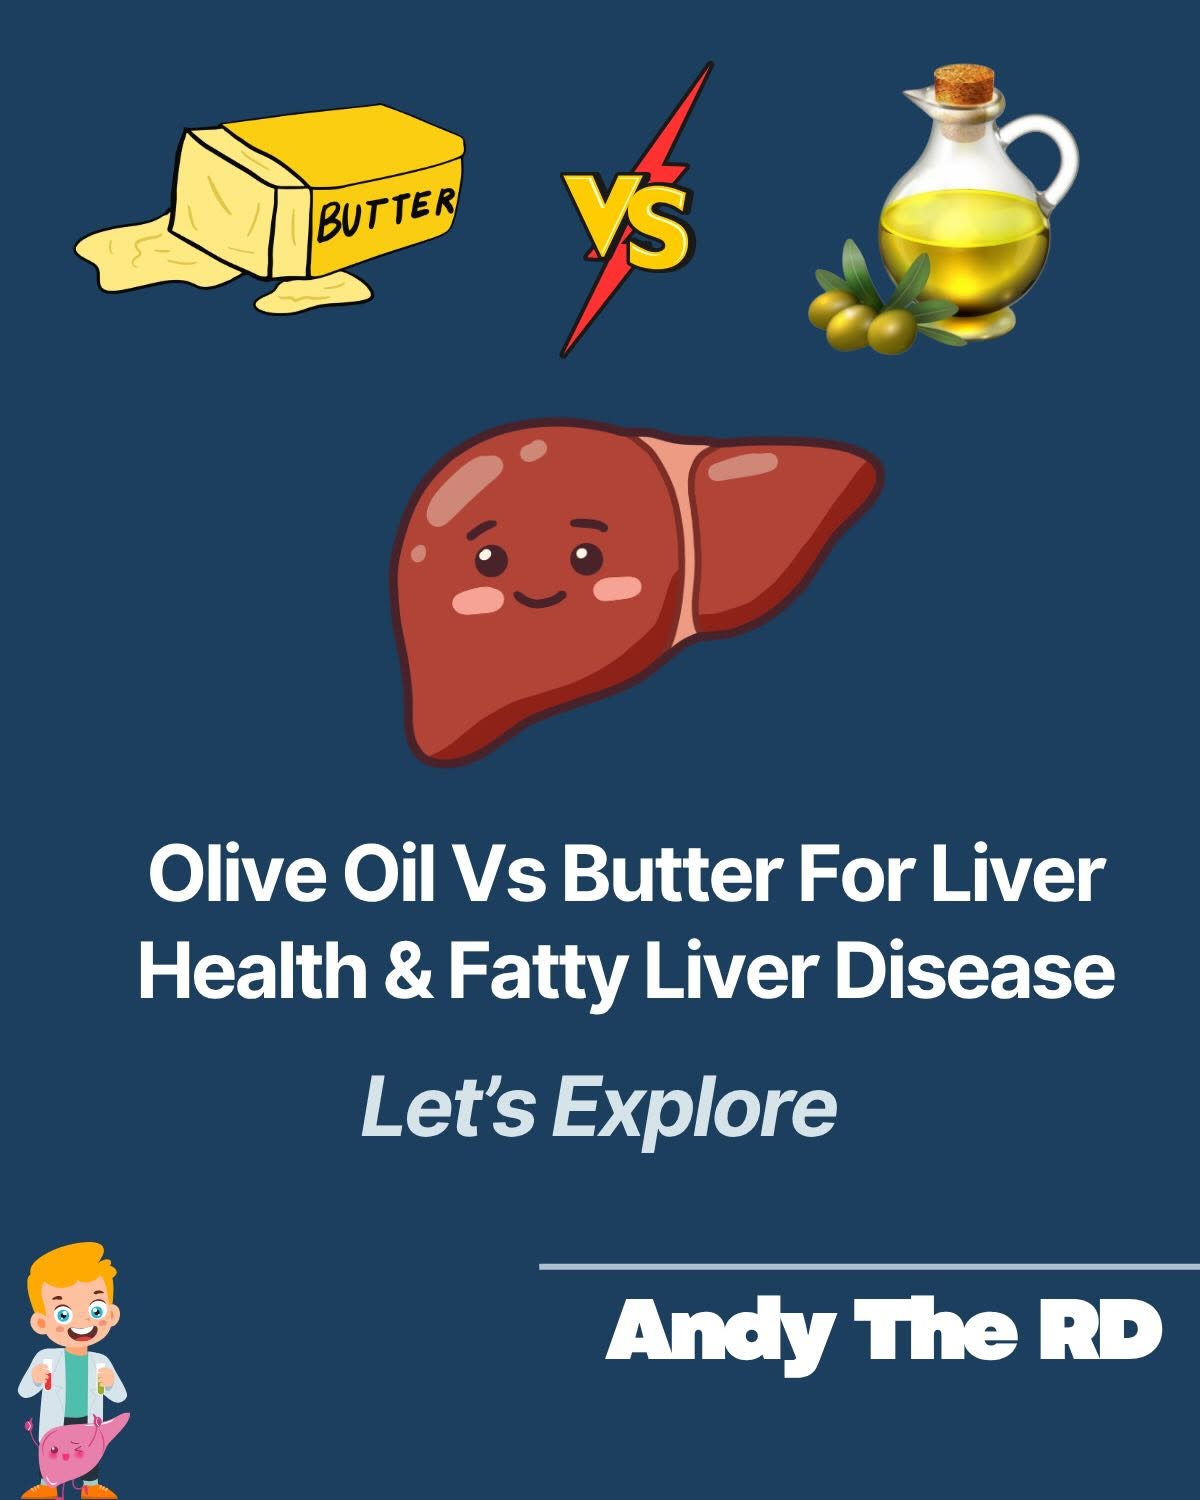 BUTTER
VS
Olive Oil Vs Butter For Liver
Health & Fatty Liver Disease
Let’s Explore
Andy The RD